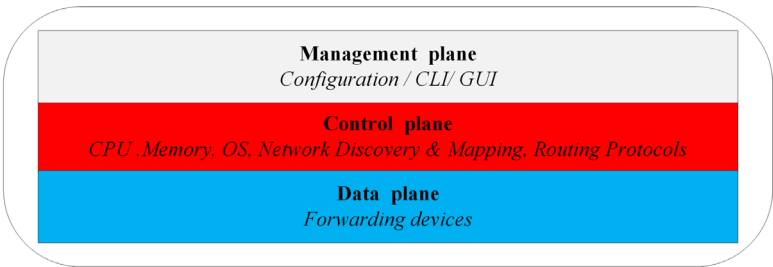 Management plane
Configuration / CLI/ GUI
Control plane
CPU ,Memory, OS, Network Discovery & Mapping, Routing Protocols
Data plane
Forwarding devices